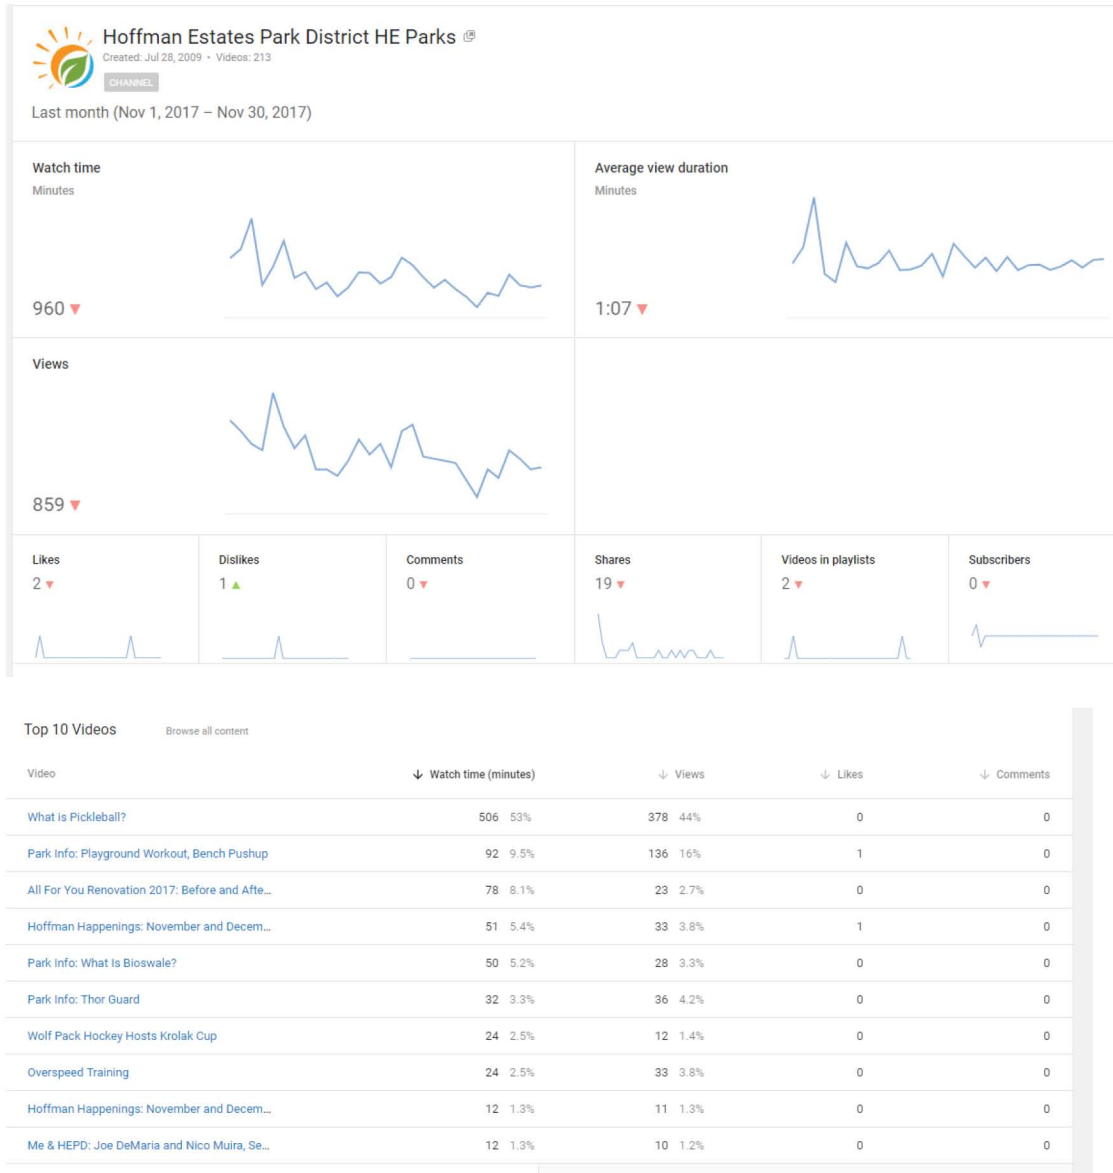 Hoffman Estates Park District HE Parks
Created: Jul 28, 2009 • Videos: 213
CHANNEL
Last month (Nov 1, 2017 – Nov 30, 2017)
Watch time
Minutes
960
Average view duration
Minutes
1:07
Views
859
Likes Dislikes Comments Shares Videos in playlists Subscribers
2 1 0 19 2 0
Top 10 Videos Browse all content
Video Watch time (minutes) Views Likes Comments
What is Pickleball? 506 53% 378 44% 0 0
Park Info: Playground Workout, Bench Pushup 92 9.5% 136 16% 1 0
All For You Renovation 2017: Before and Afte... 78 8.1% 23 2.7% 0 0
Hoffman Happenings: November and Decem... 51 5.4% 33 3.8% 1 0
Park Info: What Is Bioswale? 50 5.2% 28 3.3% 0 0
Park Info: Thor Guard 32 3.3% 36 4.2% 0 0
Wolf Pack Hockey Hosts Krolak Cup 24 2.5% 12 1.4% 0 0
Overspeed Training 24 2.5% 33 3.8% 0 0
Hoffman Happenings: November and Decem... 12 1.3% 11 1.3% 0 0
Me & HEPD: Joe DeMaria and Nico Muira, Se... 12 1.3% 10 1.2% 0 0